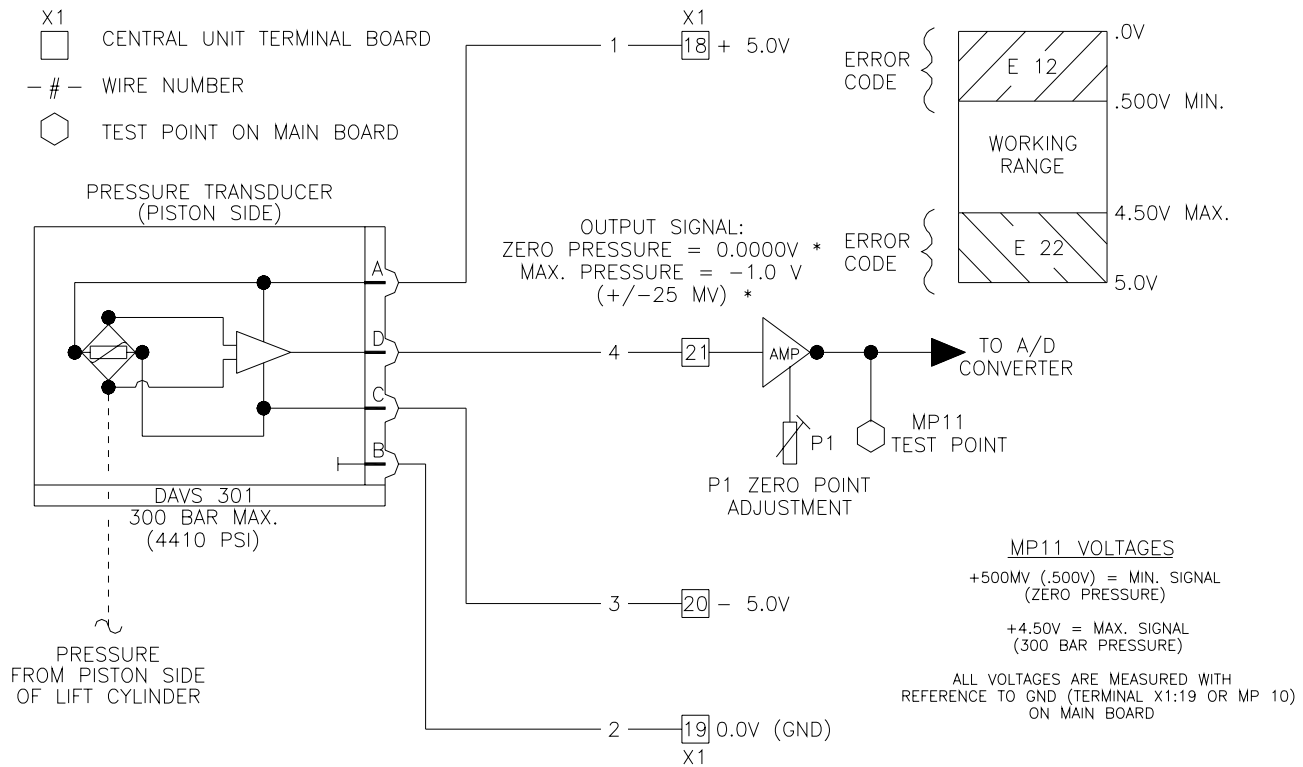 X1
CENTRAL UNIT TERMINAL BOARD
-#- WIRE NUMBER
TEST POINT ON MAIN BOARD
PRESSURE TRANSDUCER
(PISTON SIDE)
A
D
C
B
DAVS 301
300 BAR MAX.
(4410 PSI)
PRESSURE
FROM PISTON SIDE
OF LIFT CYLINDER
X1
1 18 + 5.0V
OUTPUT SIGNAL:
ZERO PRESSURE = 0.0000V *
MAX. PRESSURE = -1.0 V
(+/-25 MV) *
4 21
AMP
TO A/D
CONVERTER
P1
MP11
TEST POINT
P1 ZERO POINT
ADJUSTMENT
3 20 - 5.0V
2 19 0.0V (GND)
X1
ERROR
CODE
E 12
.0V
.500V MIN.
WORKING
RANGE
4.50V MAX.
ERROR
CODE
E 22
5.0V
MP11 VOLTAGES
+500MV (.500V) = MIN. SIGNAL
(ZERO PRESSURE)
+4.50V = MAX. SIGNAL
(300 BAR PRESSURE)
ALL VOLTAGES ARE MEASURED WITH
REFERENCE TO GND (TERMINAL X1:19 OR MP 10)
ON MAIN BOARD